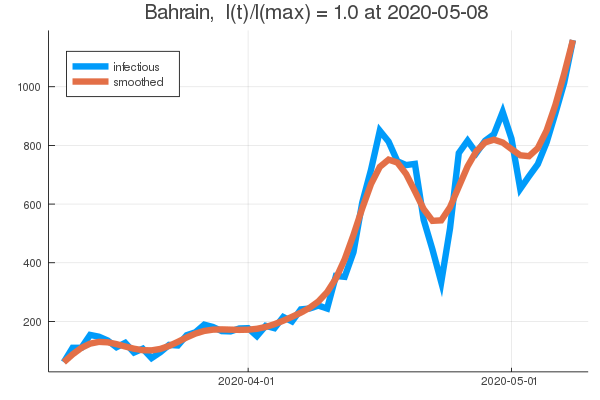 Bahrain, I(t)/I(max) = 1.0 at 2020-05-08
infectious
smoothed
1000
800
600
400
200
2020-04-01
2020-05-01